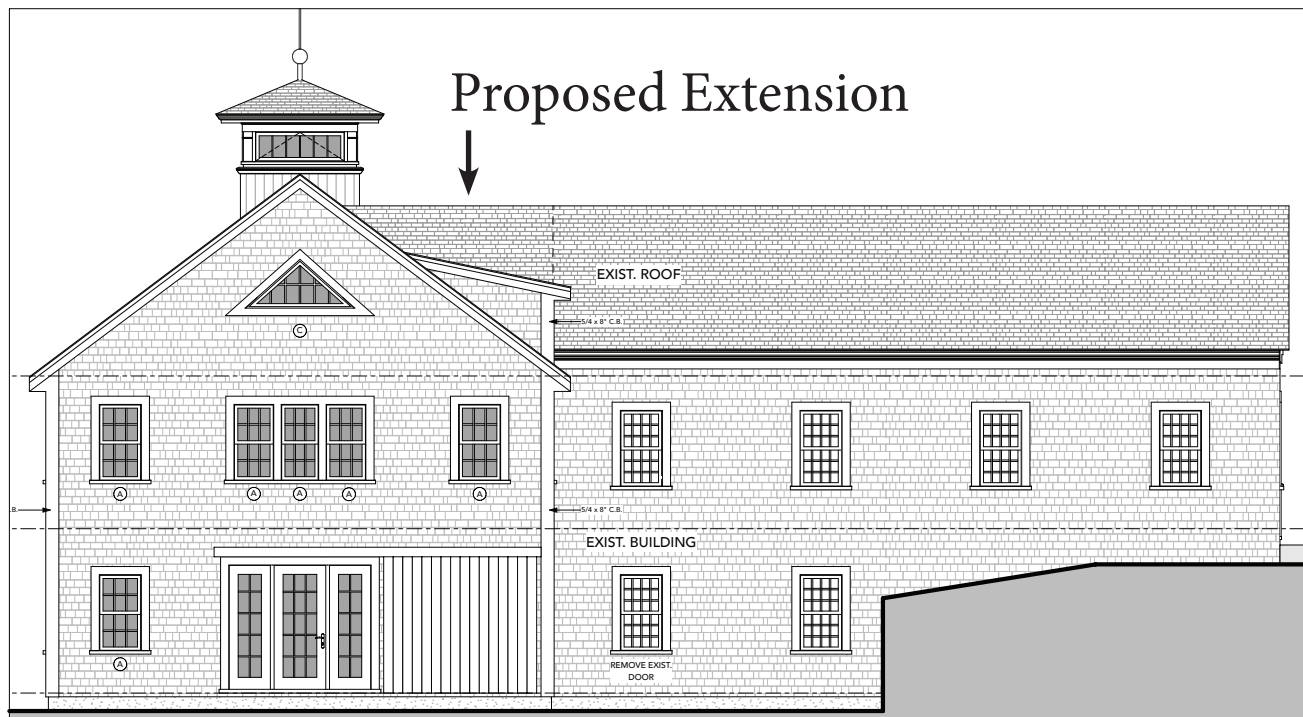 Proposed Extension
EXIST. ROOF
5/4 x 8" C.B.
C
A
A
A
A
A
B.
5/4 x 8" C.B.
EXIST. BUILDING
A
REMOVE EXIST.
DOOR